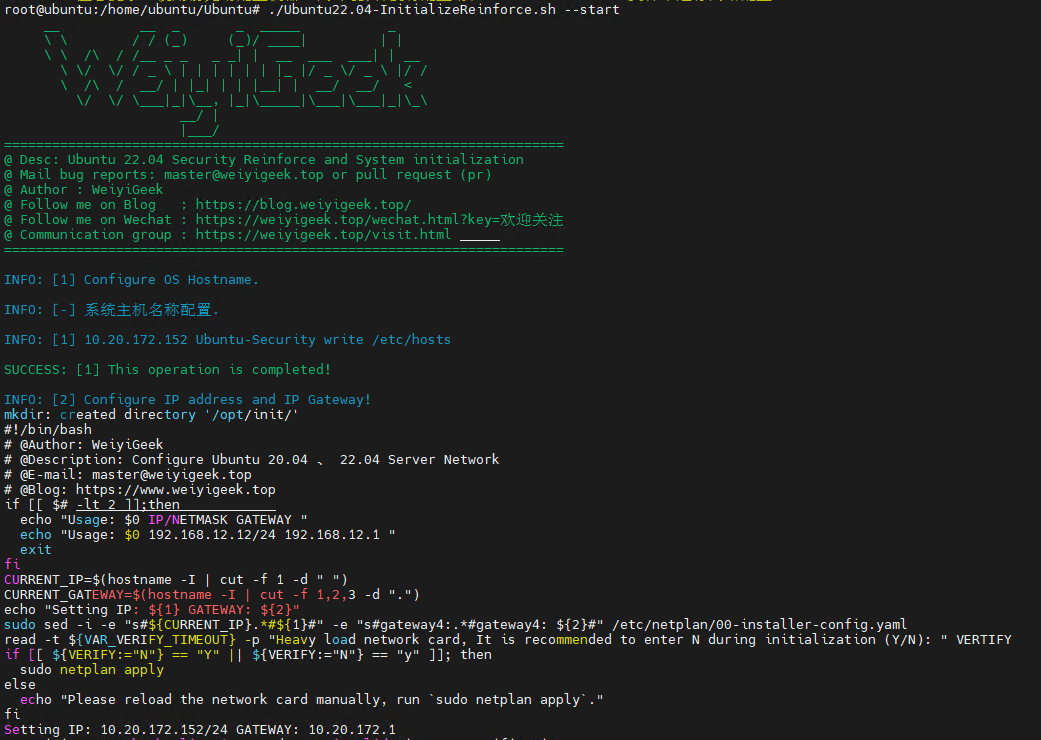 root@ubuntu:/home/ubuntu/Ubuntu# ./Ubuntu22.04-InitializeReinforce.sh --start
WeiyiGeek
======================================================================
@ Desc: Ubuntu 22.04 Security Reinforce and System initialization
@ Mail bug reports: master@weiyigeek.top or pull request (pr)
@ Author : WeiyiGeek
@ Follow me on Blog   : https://blog.weiyigeek.top/
@ Follow me on Wechat : https://weiyigeek.top/wechat.html?key=欢迎关注
@ Communication group : https://weiyigeek.top/visit.html
======================================================================
INFO: [1] Configure OS Hostname.
INFO: [-] 系统主机名称配置.
INFO: [1] 10.20.172.152 Ubuntu-Security write /etc/hosts
SUCCESS: [1] This operation is completed!
INFO: [2] Configure IP address and IP Gateway!
mkdir: created directory '/opt/init/'
#!/bin/bash
# @Author: WeiyiGeek
# @Description: Configure Ubuntu 20.04 、 22.04 Server Network
# @E-mail: master@weiyigeek.top
# @Blog: https://www.weiyigeek.top
if [[ $# -lt 2 ]];then
  echo "Usage: $0 IP/NETMASK GATEWAY "
  echo "Usage: $0 192.168.12.12/24 192.168.12.1 "
  exit
fi
CURRENT_IP=$(hostname -I | cut -f 1 -d " ")
CURRENT_GATEWAY=$(hostname -I | cut -f 1,2,3 -d ".")
echo "Setting IP: ${1} GATEWAY: ${2}"
sudo sed -i -e "s#${CURRENT_IP}.*#${1}#" -e "s#gateway4:.*#gateway4: ${2}#" /etc/netplan/00-installer-config.yaml
read -t ${VAR_VERIFY_TIMEOUT} -p "Heavy load network card, It is recommended to enter N during initialization (Y/N): " VERTIFY
if [[ ${VERIFY:="N"} == "Y" || ${VERIFY:="N"} == "y" ]]; then
  sudo netplan apply
else
  echo "Please reload the network card manually, run `sudo netplan apply`."
fi
Setting IP: 10.20.172.152/24 GATEWAY: 10.20.172.1